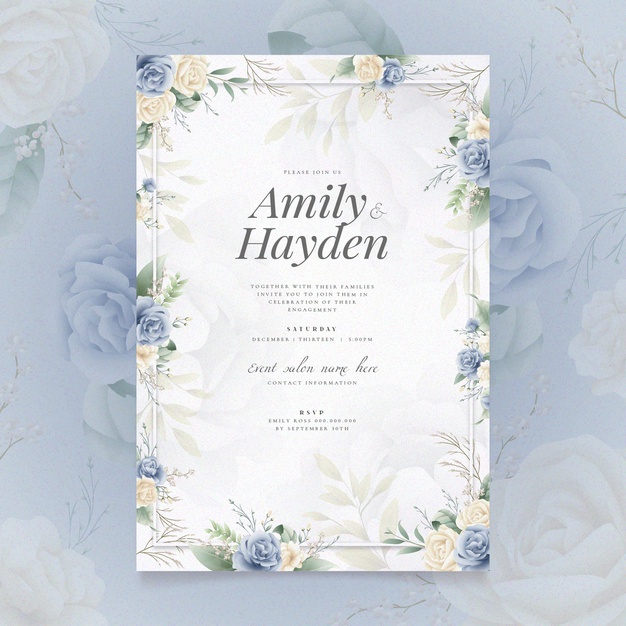 PLEASE JOIN US
Amily &
Hayden
TOGETHER WITH THEIR FAMILIES
INVITE YOU TO JOIN THEM IN
CELEBRATION OF THEIR
ENGAGEMENT
SATURDAY
DECEMBER | THIRTEEN | 5:00PM
Event salon name here
CONTACT INFORMATION
RSVP
EMILY ROSS 000.000.000
BY SEPTEMBER 30TH